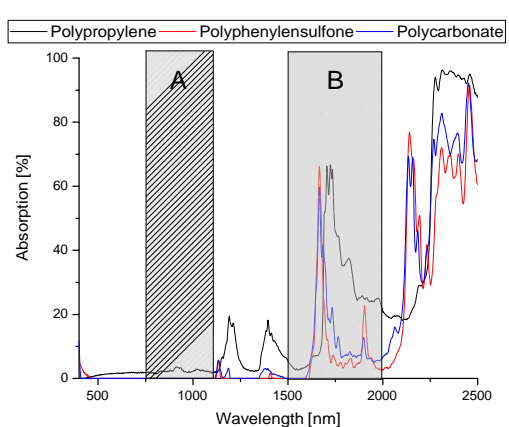 Polypropylene Polyphenylensulfone Polycarbonate
100
80
60
40
20
0
A
B
500
1000
1500
2000
2500
Absorption [%]
Wavelength [nm]